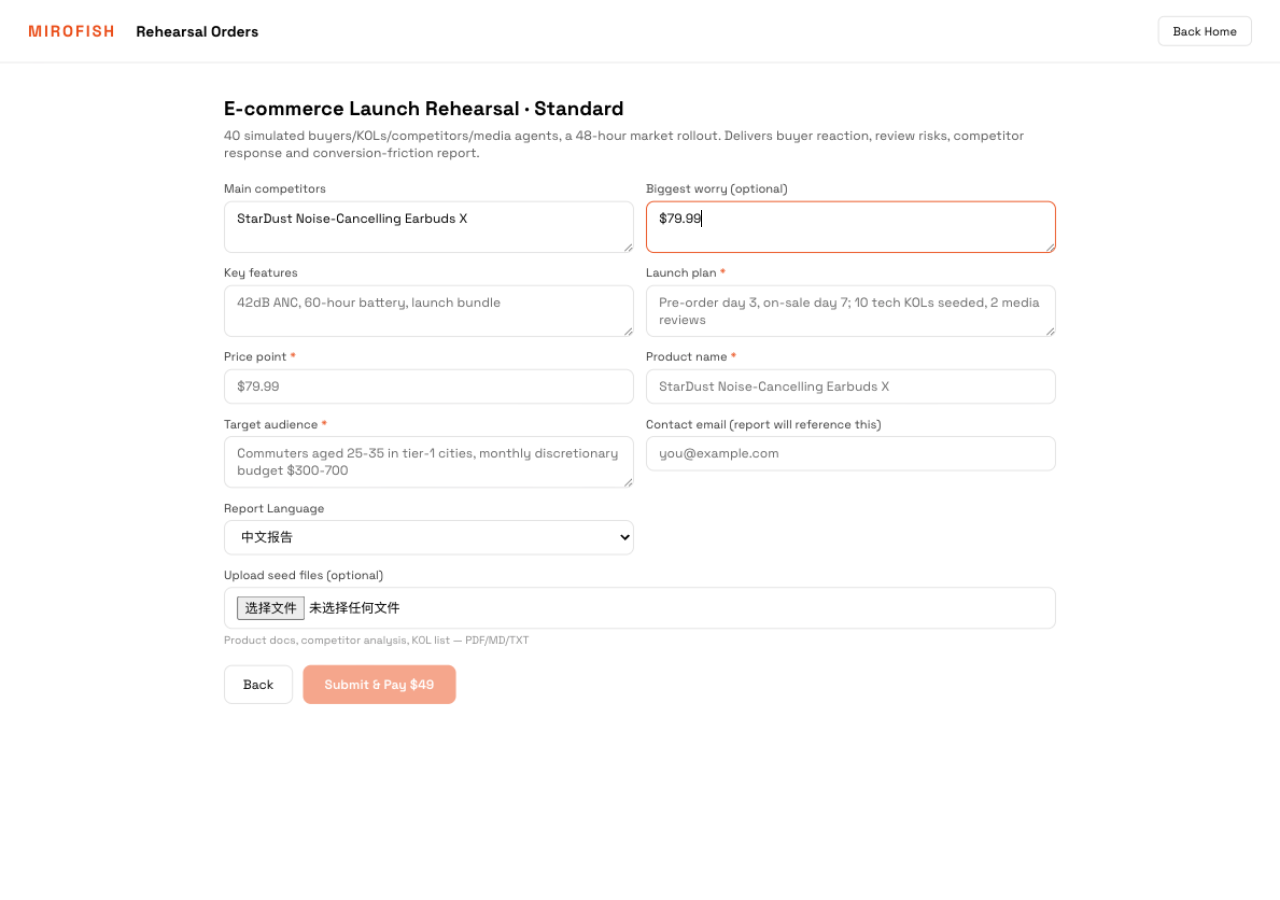 MIROFISH
Rehearsal Orders
Back Home
E-commerce Launch Rehearsal · Standard
40 simulated buyers/KOLs/competitors/media agents, a 48-hour market rollout. Delivers buyer reaction, review risks, competitor
response and conversion-friction report.
Main competitors
StarDust Noise-Cancelling Earbuds X
Biggest worry (optional)
$79.99
Key features
42dB ANC, 60-hour battery, launch bundle
Launch plan *
Pre-order day 3, on-sale day 7; 10 tech KOLs seeded, 2 media
reviews
Price point *
$79.99
Product name *
StarDust Noise-Cancelling Earbuds X
Target audience *
Commuters aged 25-35 in tier-1 cities, monthly discretionary
budget $300-700
Contact email (report will reference this)
you@example.com
Report Language
中文报告
Upload seed files (optional)
选择文件 未选择任何文件
Product docs, competitor analysis, KOL list — PDF/MD/TXT
Back
Submit & Pay $49